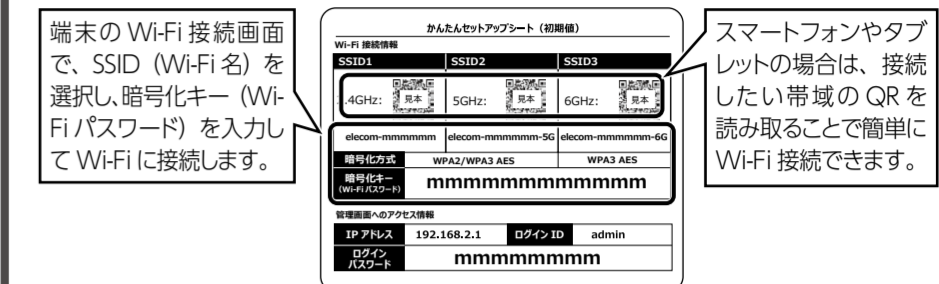 端末の Wi-Fi 接続画面
で、SSID（Wi-Fi 名）を
選択し、暗号化キー（Wi-
Fi パスワード）を入力し
て Wi-Fi に接続します。
かんたんセットアップシート（初期値）
Wi-Fi 接続情報
SSID1 SSID2 SSID3
.4GHz: 見本 5GHz: 見本 6GHz: 見本
elecom-mmmmmm elecom-mmmmmm-5G elecom-mmmmmm-6G
暗号化方式 WPA2/WPA3 AES WPA3 AES
暗号化キー mmmmmmmmmmmmm
(Wi-Fi パスワード)
管理画面へのアクセス情報
IP アドレス 192.168.2.1 ログイン ID admin
ログイン
パスワード mmmmmmmm
スマートフォンやタブ
レットの場合は、接続
したい帯域の QR を
読み取ることで簡単に
Wi-Fi 接続できます。